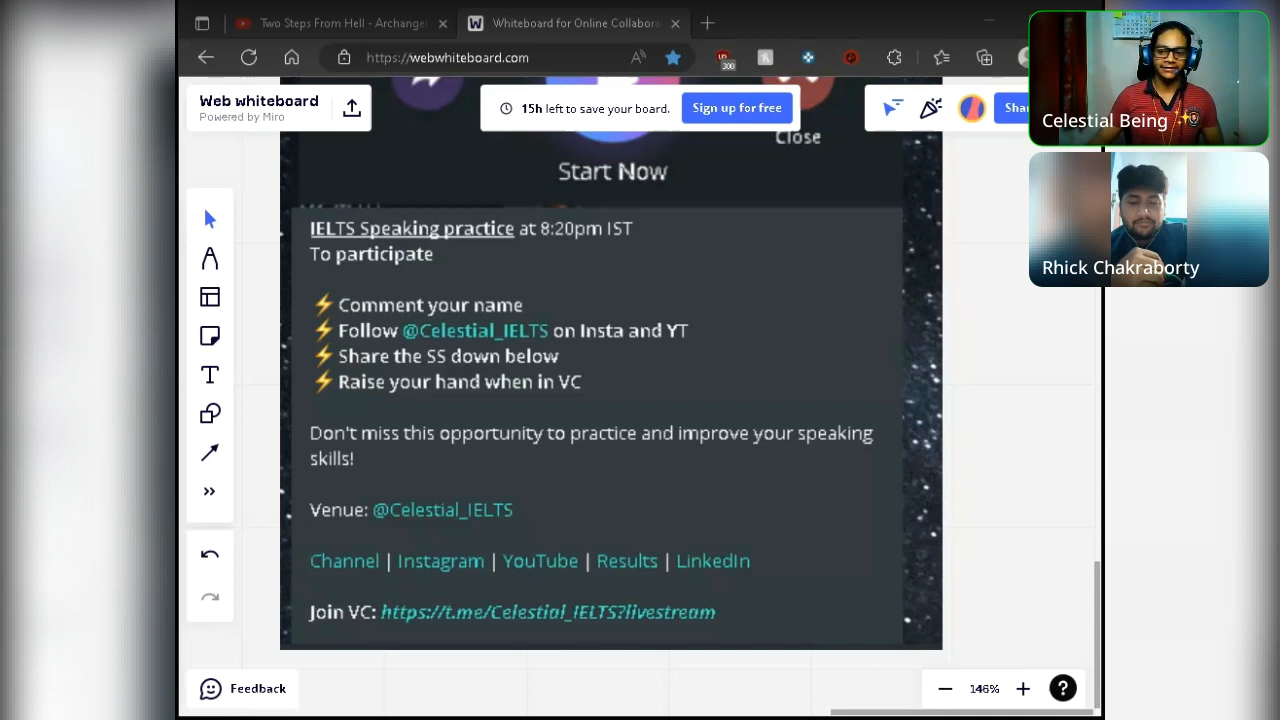 Two Steps From Hell - Archange
Whiteboard for Online Collabora
https://webwhiteboard.com
300
Web whiteboard
Powered by Miro
15h left to save your board.
Sign up for free
Shar
Close
Start Now
IELTS Speaking practice at 8:20pm IST
To participate
⚡Comment your name
⚡Follow @Celestial_IELTS on Insta and YT
⚡Share the SS down below
⚡Raise your hand when in VC
Don't miss this opportunity to practice and improve your speaking
skills!
Venue: @Celestial_IELTS
Channel | Instagram | YouTube | Results | LinkedIn
Join VC: https://t.me/Celestial_IELTS?livestream
Feedback
146%
Celestial Being ✨
Rhick Chakraborty